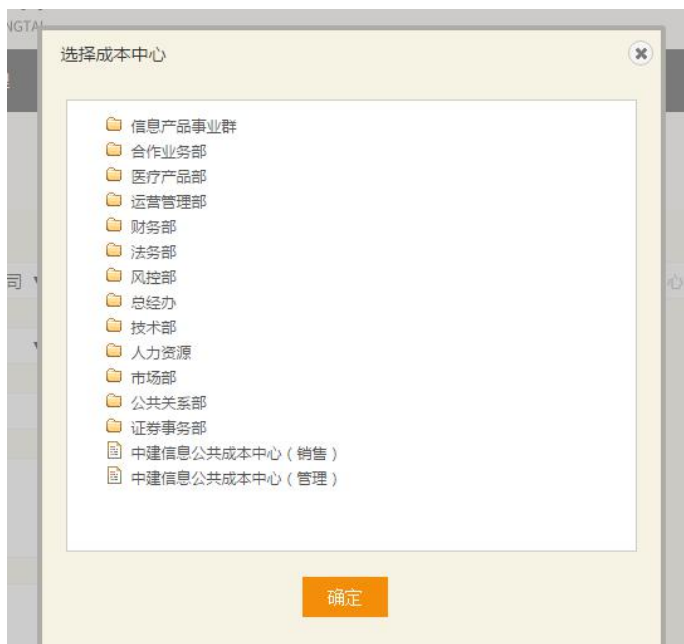 NGTAI
选择成本中心
信息产品事业群
合作业务部
医疗产品部
运营管理部
财务部
法务部
司
心
风控部
总经办
技术部
人力资源
市场部
公共关系部
证券事务部
中建信息公共成本中心（销售）
中建信息公共成本中心（管理）
确定